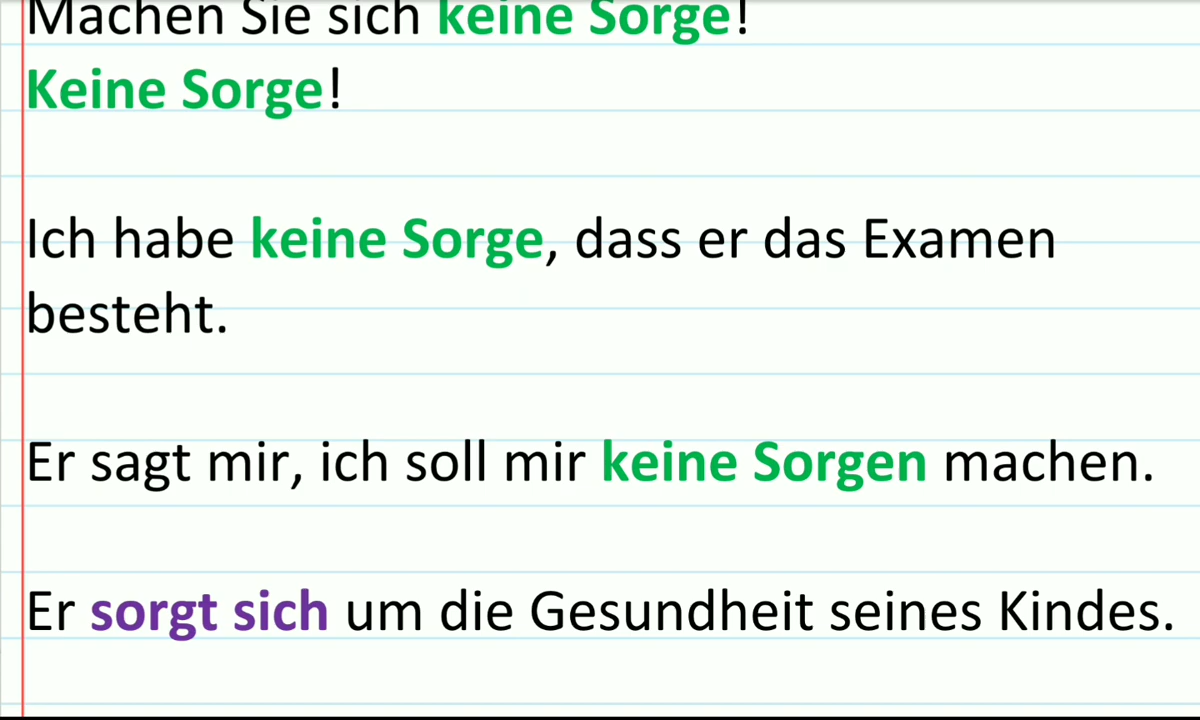 Machen Sie sich keine Sorge!
Keine Sorge!
Ich habe keine Sorge, dass er das Examen
besteht.
Er sagt mir, ich soll mir keine Sorgen machen.
Er sorgt sich um die Gesundheit seines Kindes.